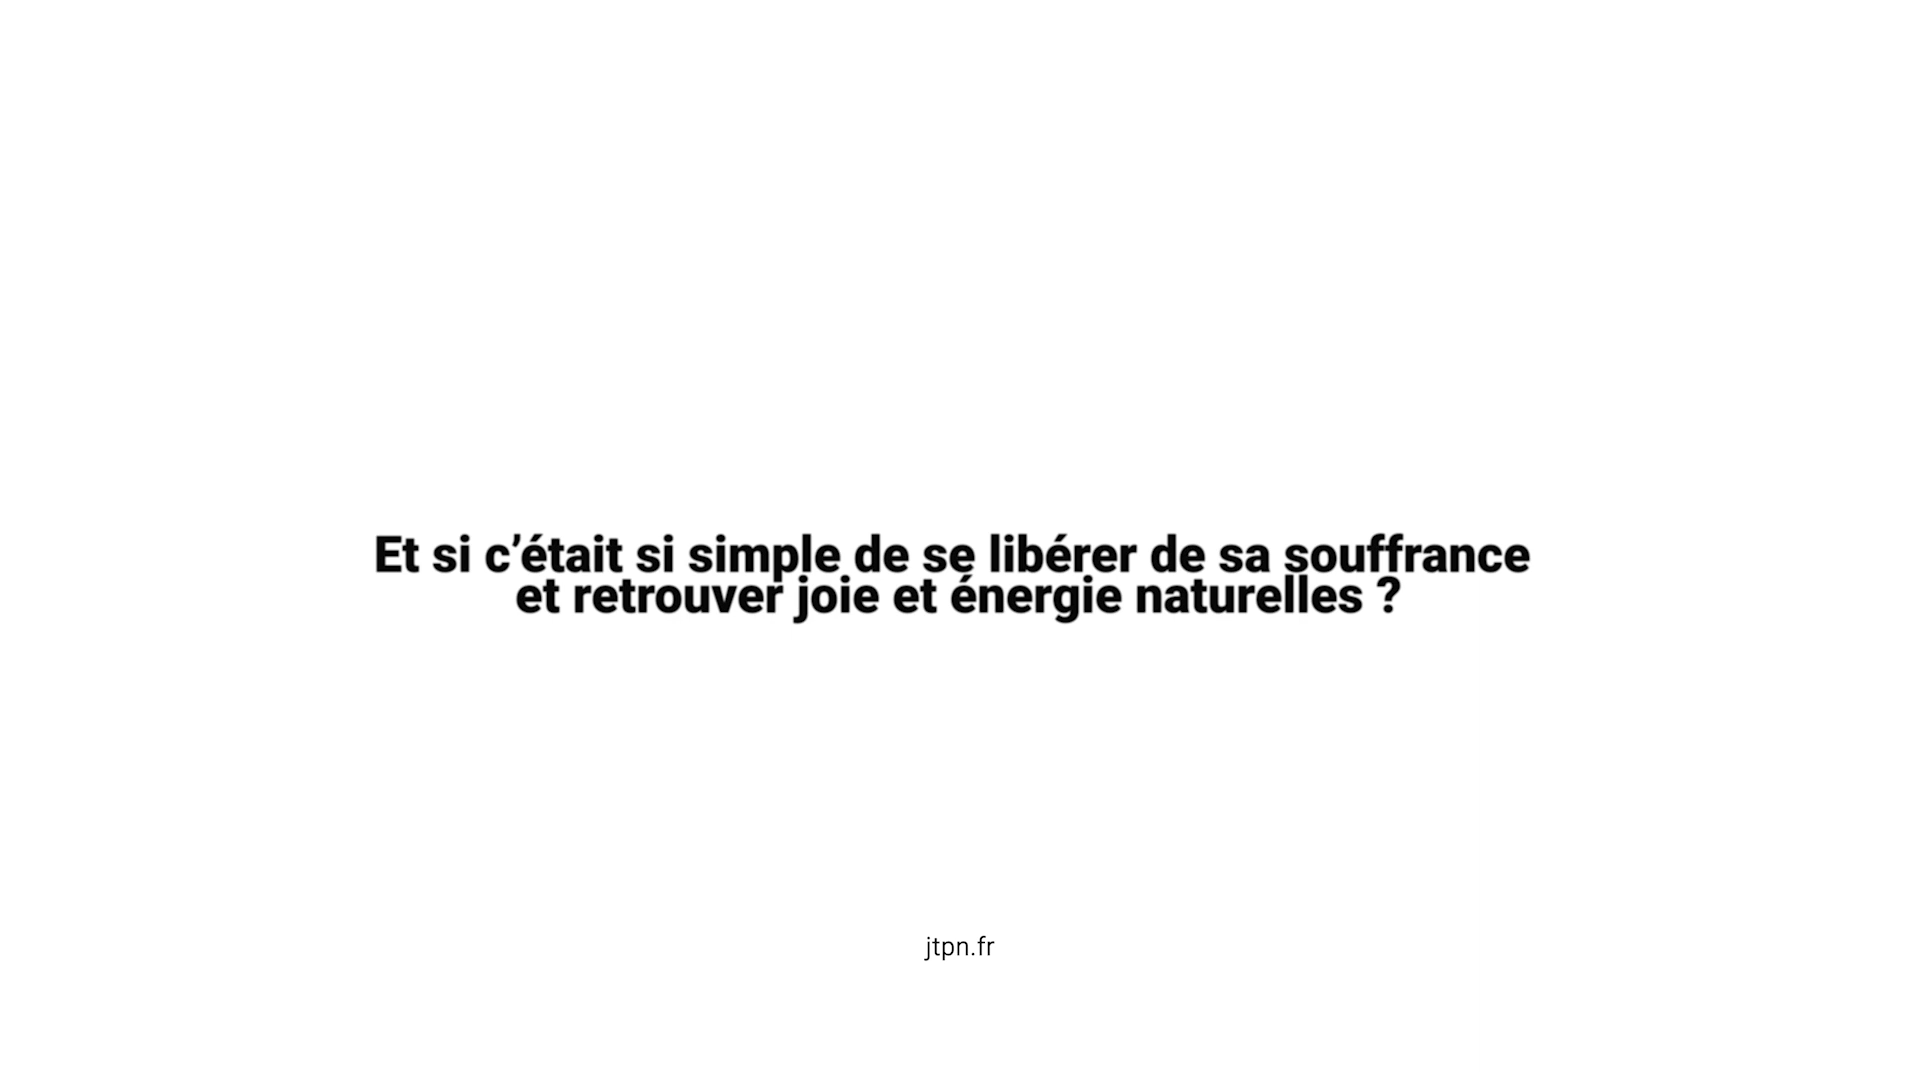 Et si c’était si simple de se libérer de sa souffrance
et retrouver joie et énergie naturelles ?
jtpn.fr